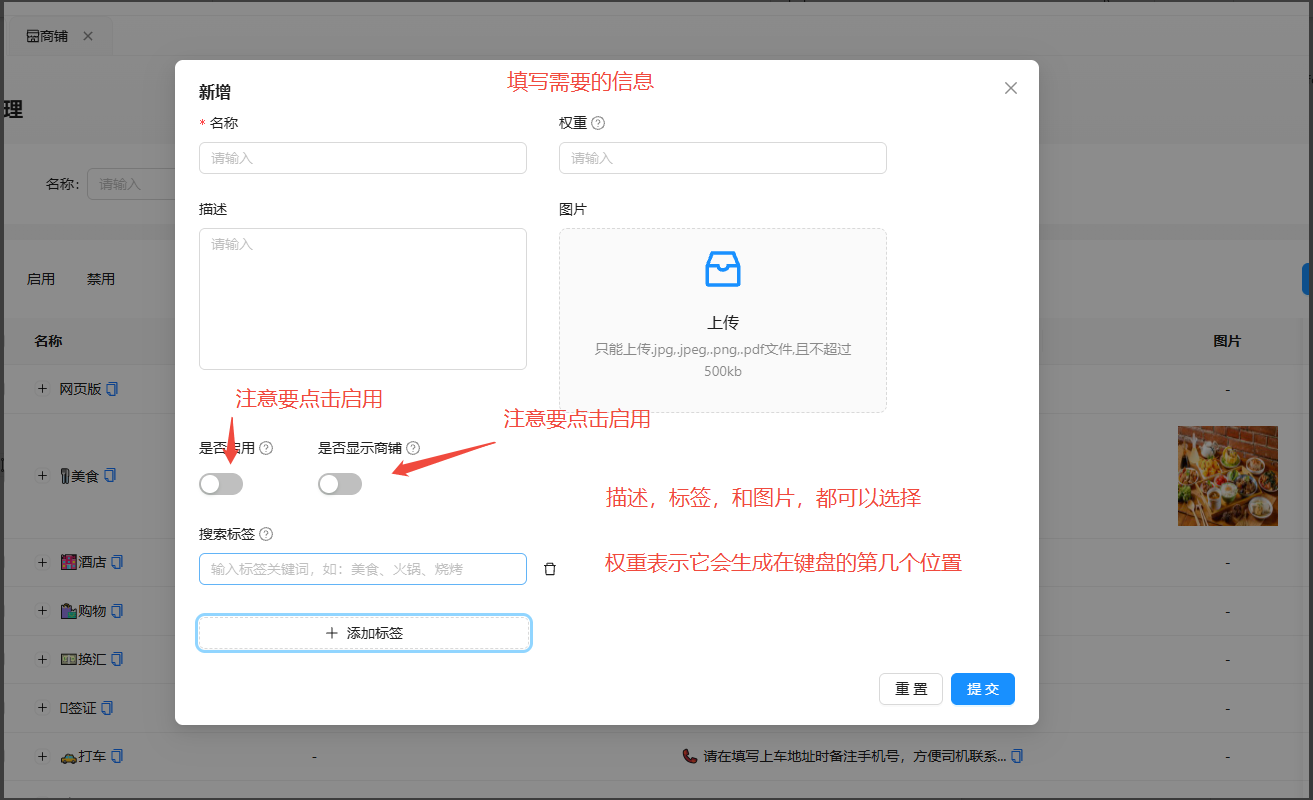 商铺
理
名称:
请输入
启用
禁用
名称
图片
网页版
-
美食
酒店
-
购物
-
换汇
-
签证
-
打车
-
请在填写上车地址时备注手机号，方便司机联系...
-
新增
填写需要的信息
* 名称
权重
请输入
请输入
描述
图片
请输入
上传
只能上传.jpg,.jpeg,.png,.pdf文件,且不超过
500kb
注意要点击启用
注意要点击启用
是否启用
是否显示商铺
描述，标签，和图片，都可以选择
搜索标签
输入标签关键词，如：美食、火锅、烧烤
权重表示它会生成在键盘的第几个位置
+ 添加标签
重 置
提 交